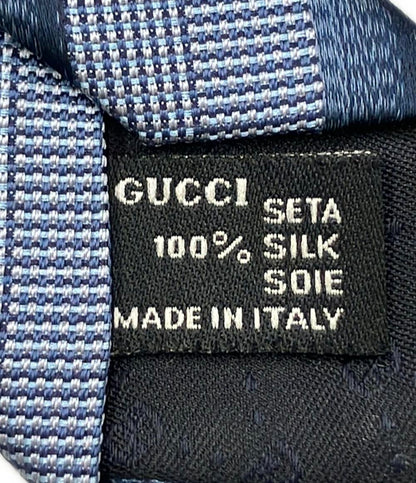 GUCCI
SETA
100% SILK
SOIE
MADE IN ITALY